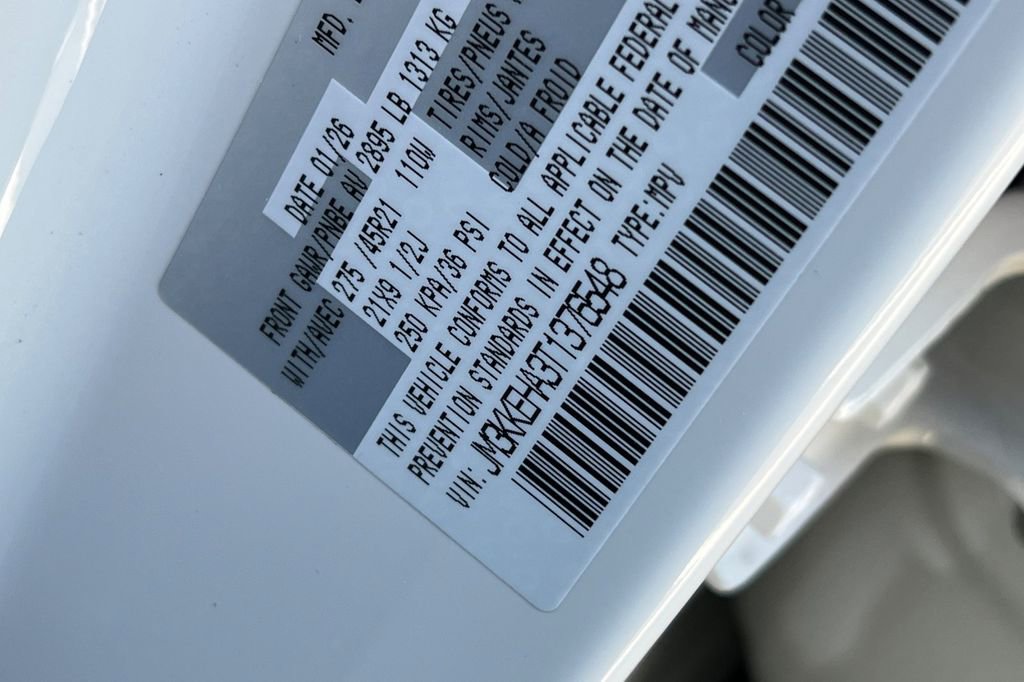 MFD.
DATE 01/26
FRONT GAWR/PNBE AV 2895 LB 1313 KG
WITH/AVEC 275 /45R21 110W TIRES/PNEUS
21X9 1/2J RIMS/JANTES
250 KPA/36 PSI COLD/A FROID
THIS VEHICLE CONFORMS TO ALL APPLICABLE FEDERAL
PREVENTION STANDARDS IN EFFECT ON THE DATE OF MANU
VIN: JM3KKEHA3T1376548 TYPE:MPV COLOR